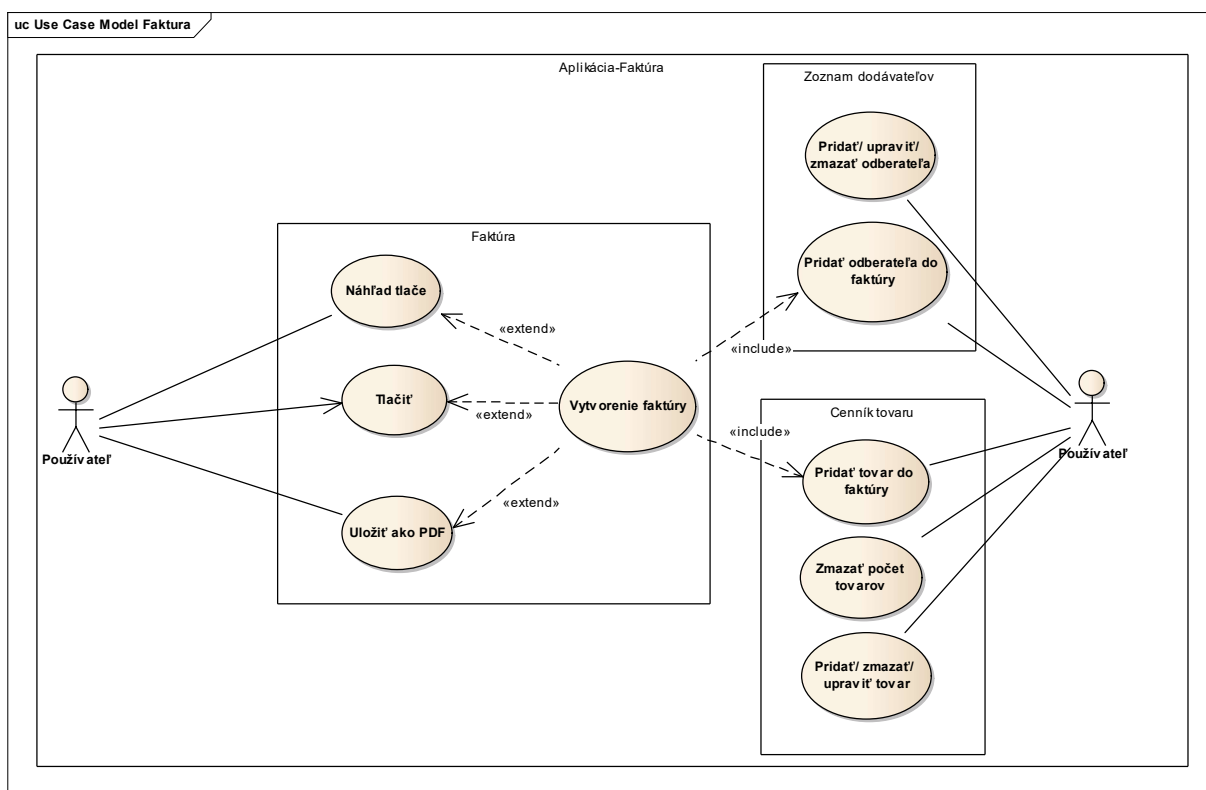 uc Use Case Model Faktura
Aplikácia-Faktúra
Zoznam dodávateľov
Pridať/ upraviť/
zmazať odberateľa
Pridať odberateľa do
faktúry
Faktúra
Náhľad tlače
Tlačiť
Uložiť ako PDF
«extend»
«extend»
«extend»
Vytvorenie faktúry
«include»
«include»
Cenník tovaru
Pridať tovar do
faktúry
Zmazať počet
tovarov
Pridať/ zmazať/
upraviť tovar
Používateľ
Používateľ